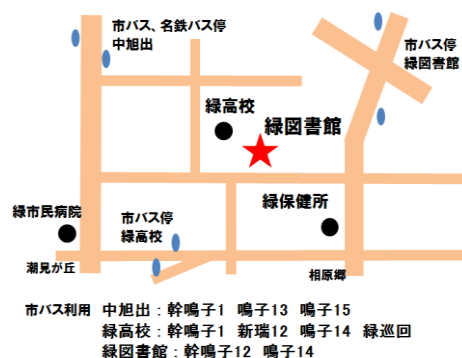 市バス、名鉄バス停
中旭出
市バス停
緑図書館
緑高校
緑図書館
緑市民病院
市バス停
緑高校
緑保健所
潮見が丘
相原郷
市バス利用 中旭出：幹鳴子1 鳴子13 鳴子15
緑高校：幹鳴子1 新瑞12 鳴子14 緑巡回
緑図書館：幹鳴子12 鳴子14